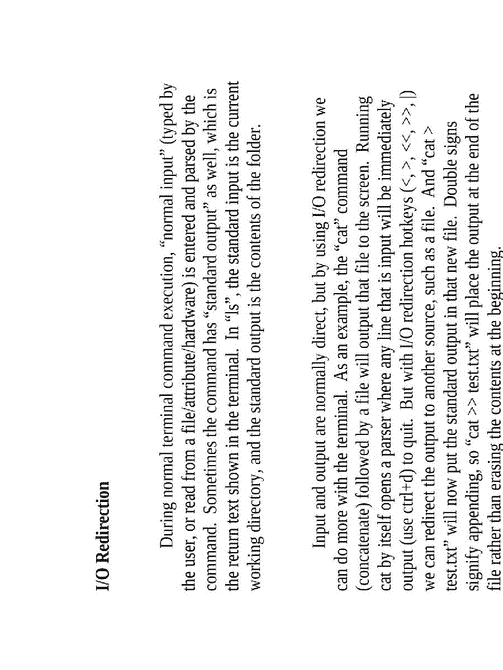 I/O Redirection
During normal terminal command execution, “normal input” (typed by
the user, or read from a file/attribute/hardware) is entered and parsed by the
command.  Sometimes the command has “standard output” as well, which is
the return text shown in the terminal.  In “ls”, the standard input is the current
working directory, and the standard output is the contents of the folder.
Input and output are normally direct, but by using I/O redirection we
can do more with the terminal.  As an example, the “cat” command
(concatenate) followed by a file will output that file to the screen.  Running
cat by itself opens a parser where any line that is input will be immediately
output (use ctrl+d) to quit.  But with I/O redirection hotkeys (<, >, <<, >>, |)
we can redirect the output to another source, such as a file.  And “cat >
test.txt” will now put the standard output in that new file.  Double signs
signify appending, so “cat >> test.txt” will place the output at the end of the
file rather than erasing the contents at the beginning.